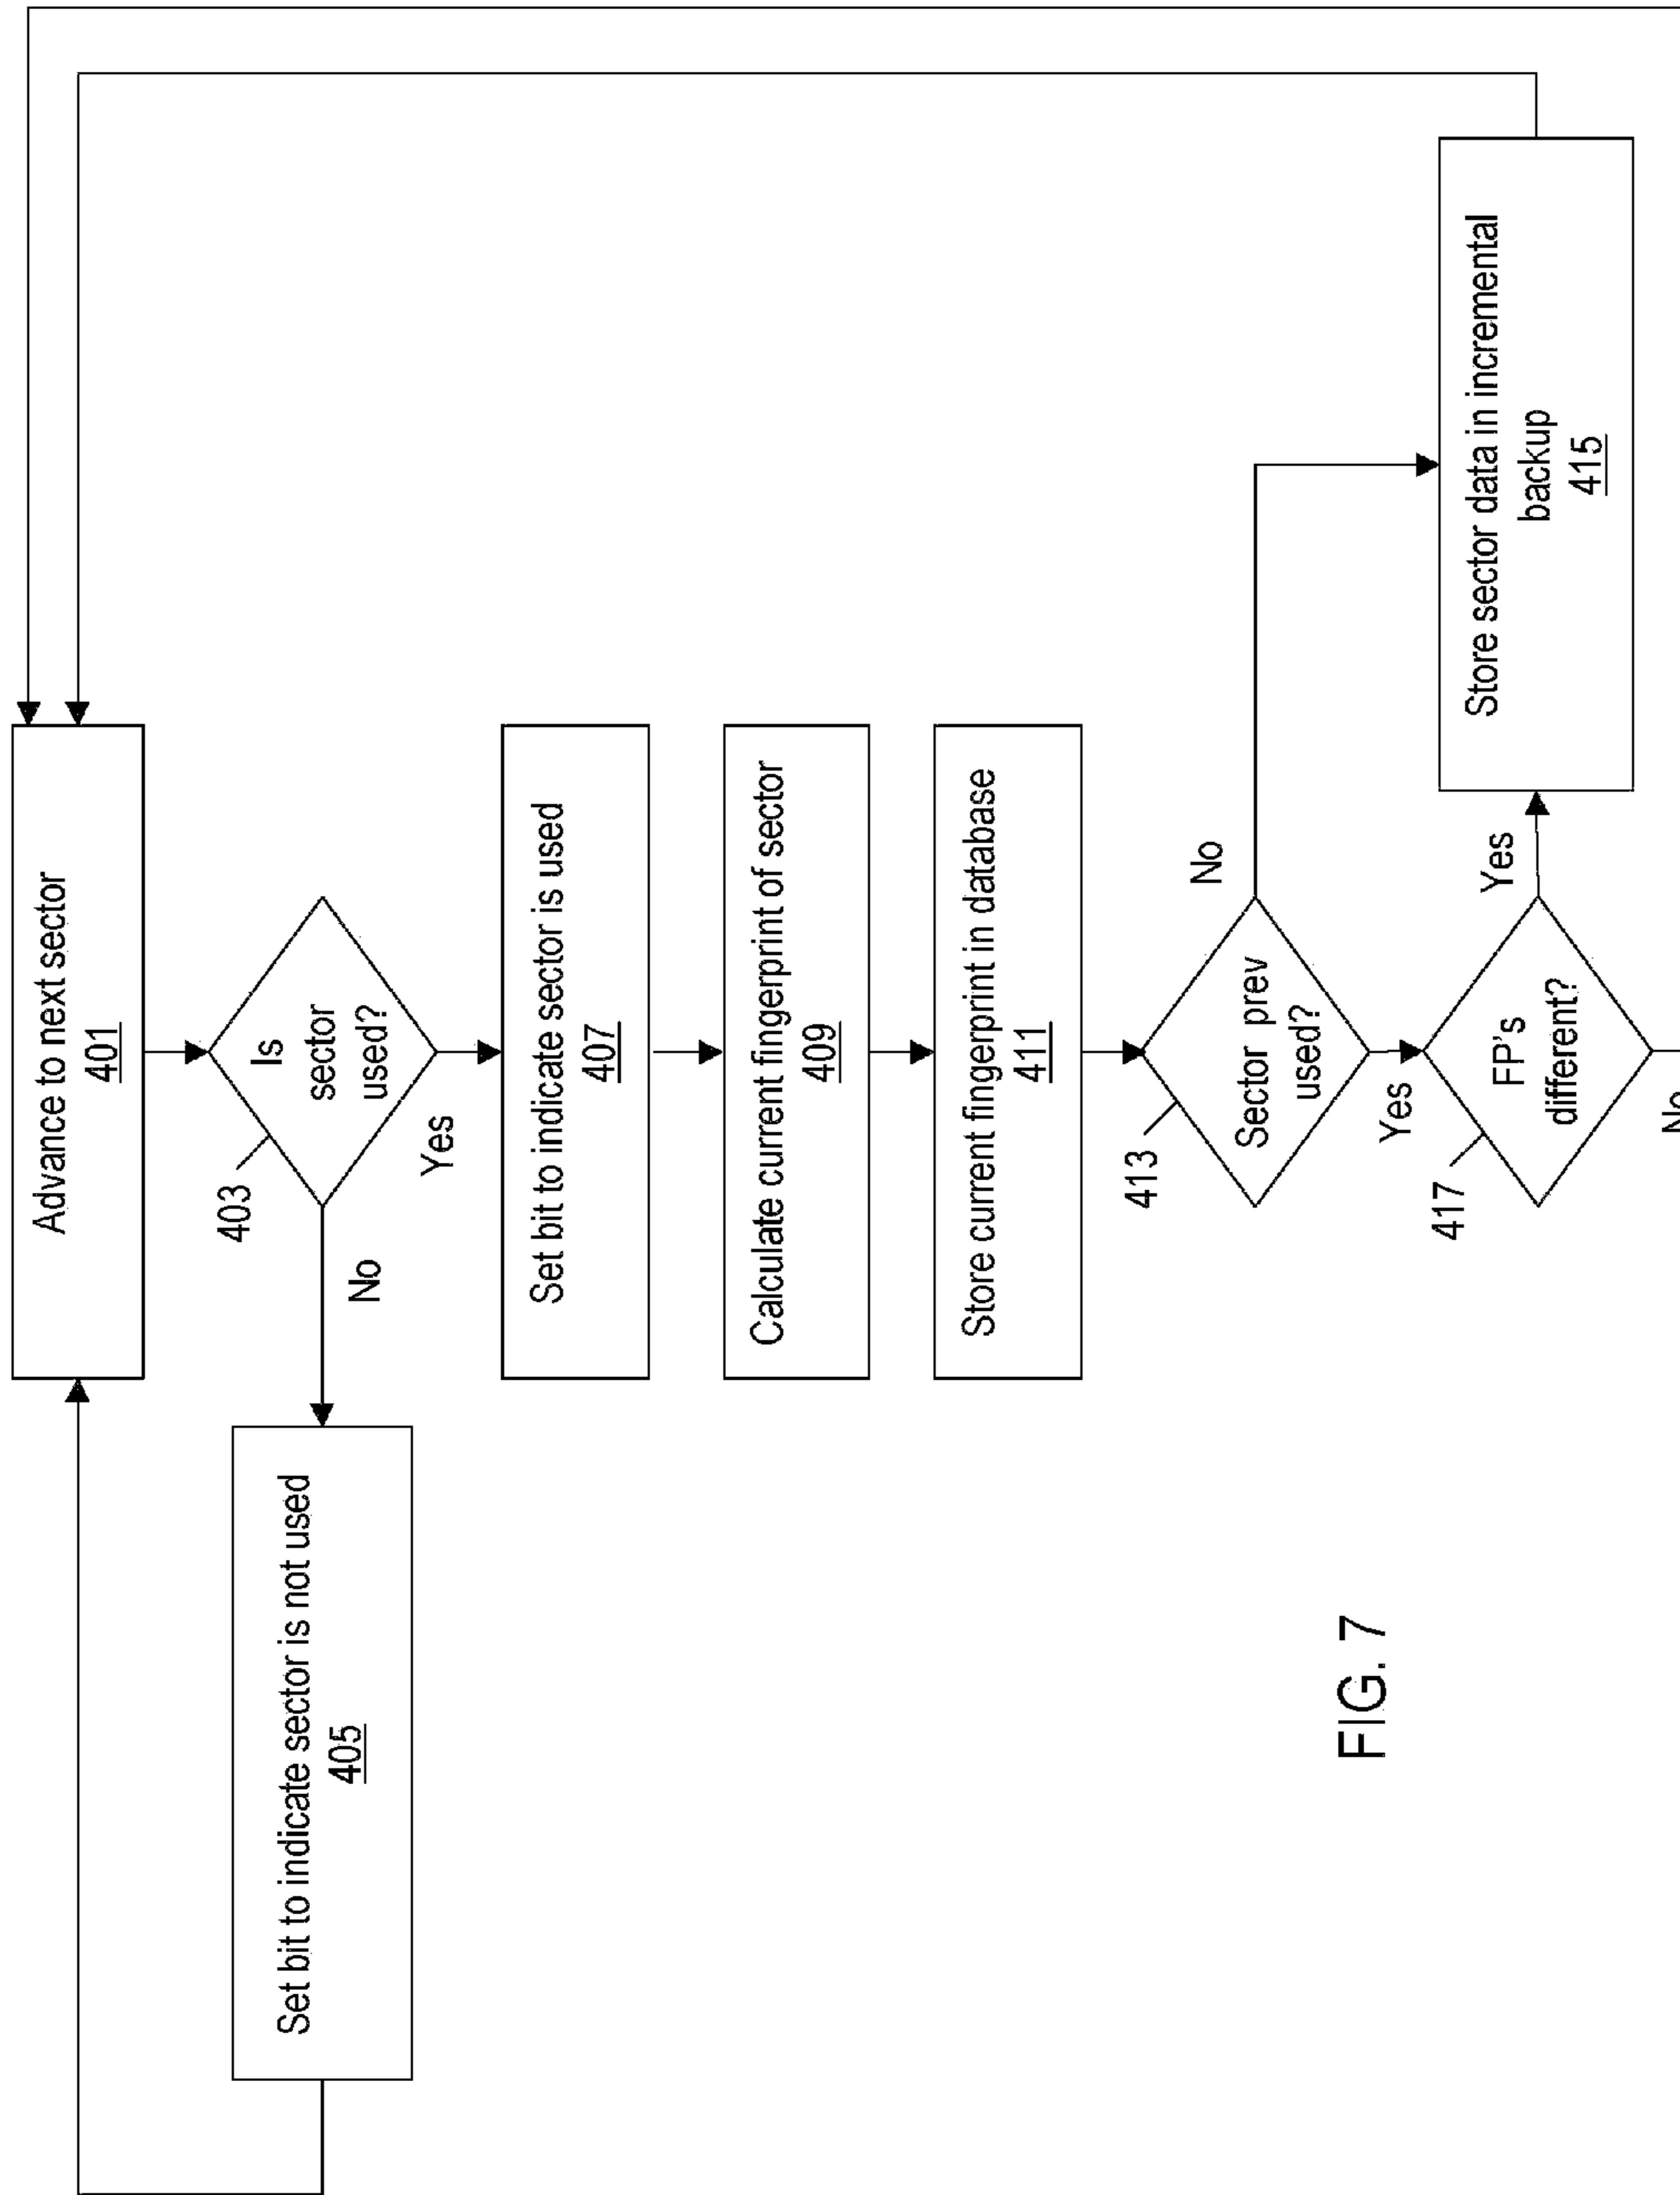 Advance to next sector
401
Is
sector
used?
403
No
Yes
Set bit to indicate sector is not used
405
Set bit to indicate sector is used
407
Calculate current fingerprint of sector
409
Store current fingerprint in database
411
Sector prev
used?
413
No
Yes
Store sector data in incremental
backup
415
FP's
different?
417
Yes
No
FIG. 7